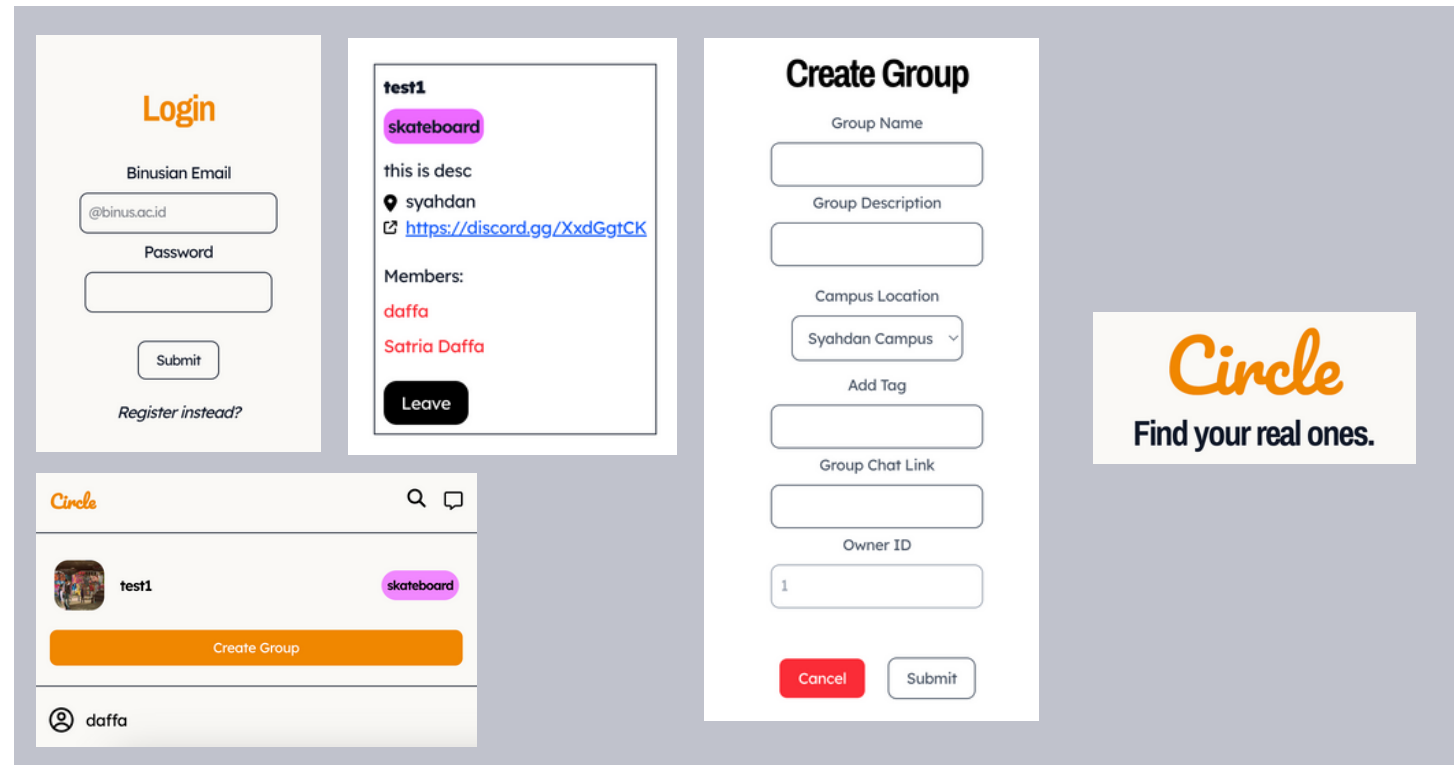 Login
Binusian Email
@binus.ac.id
Password
Submit
Register instead?
test1
skateboard
this is desc
syahdan
https://discord.gg/XxdGgtCK
Members:
daffa
Satria Daffa
Leave
Create Group
Group Name
Group Description
Campus Location
Syahdan Campus
Add Tag
Group Chat Link
Owner ID
1
Cancel
Submit
Circle
Find your real ones.
Circle
test1
skateboard
Create Group
daffa